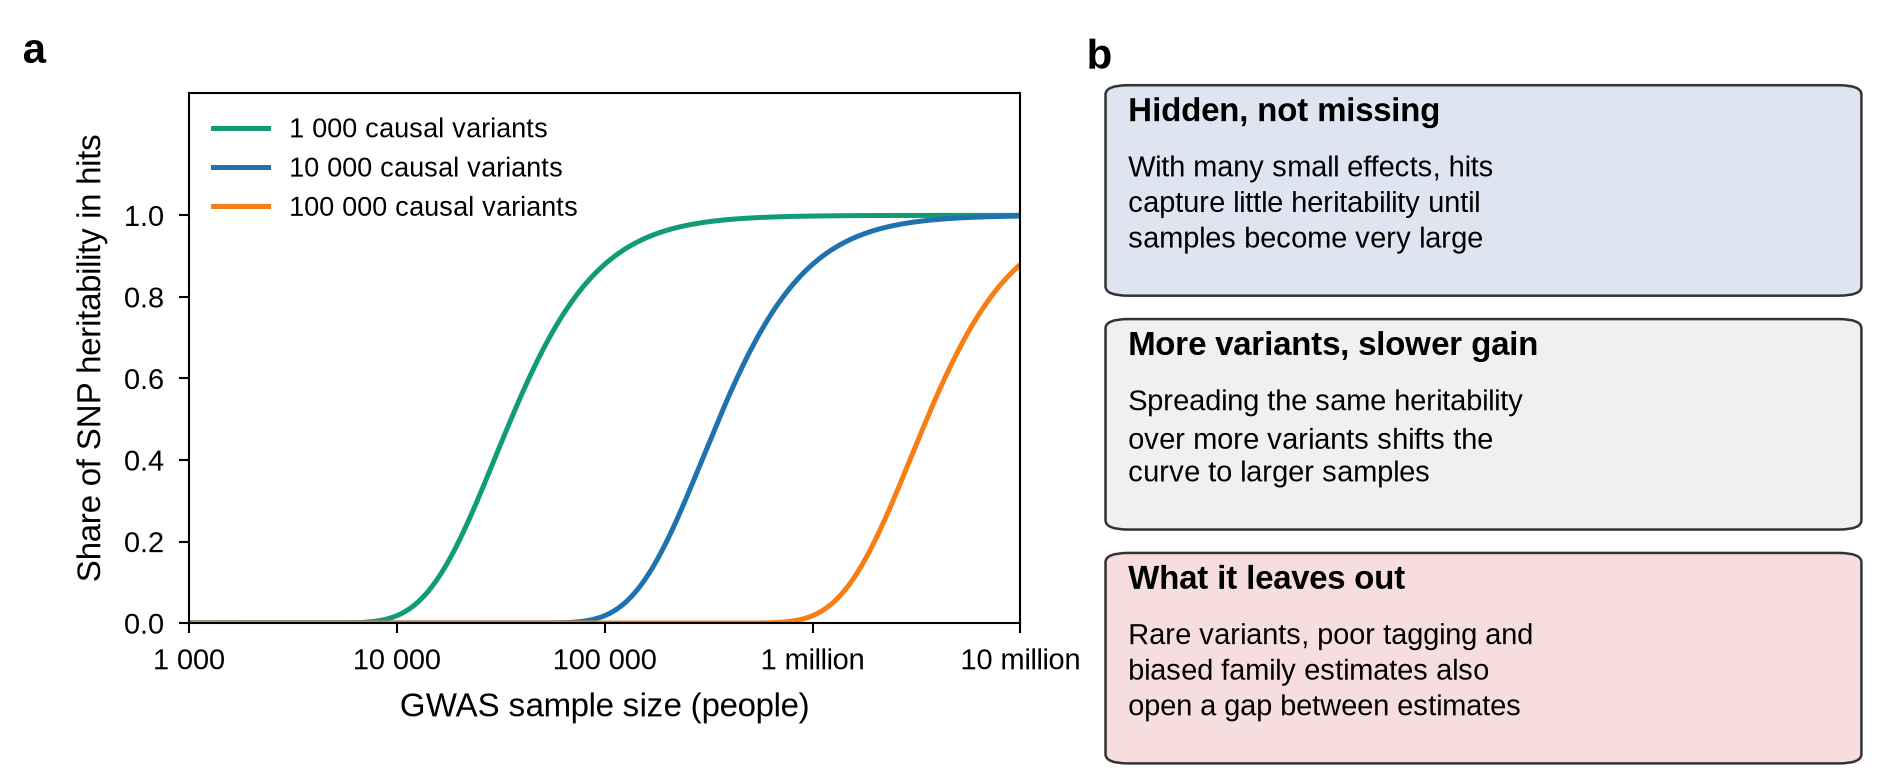 a
1 000 causal variants
10 000 causal variants
100 000 causal variants
Share of SNP heritability in hits
1.0
0.8
0.6
0.4
0.2
0.0
1 000
10 000
100 000
1 million
10 million
GWAS sample size (people)
b
Hidden, not missing
With many small effects, hits
capture little heritability until
samples become very large
More variants, slower gain
Spreading the same heritability
over more variants shifts the
curve to larger samples
What it leaves out
Rare variants, poor tagging and
biased family estimates also
open a gap between estimates